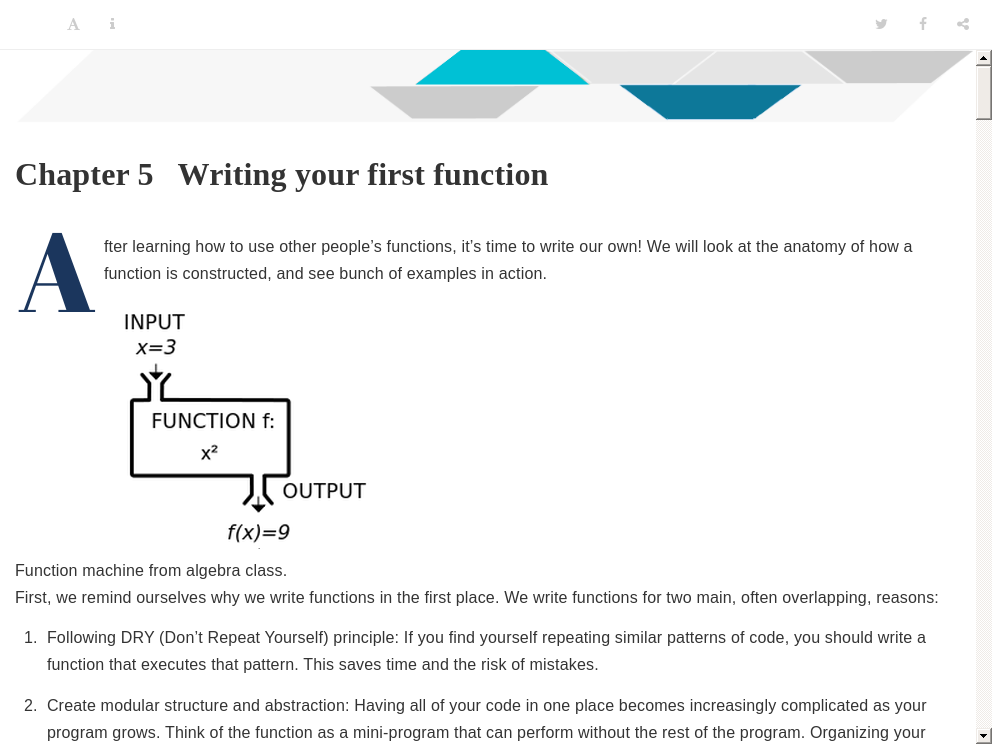 Chapter 5 Writing your first function
After learning how to use other people’s functions, it’s time to write our own! We will look at the anatomy of how a
function is constructed, and see bunch of examples in action.
INPUT
x=3
FUNCTION f:
x²
OUTPUT
f(x)=9
Function machine from algebra class.
First, we remind ourselves why we write functions in the first place. We write functions for two main, often overlapping, reasons:
1. Following DRY (Don’t Repeat Yourself) principle: If you find yourself repeating similar patterns of code, you should write a
function that executes that pattern. This saves time and the risk of mistakes.
2. Create modular structure and abstraction: Having all of your code in one place becomes increasingly complicated as your
program grows. Think of the function as a mini-program that can perform without the rest of the program. Organizing your